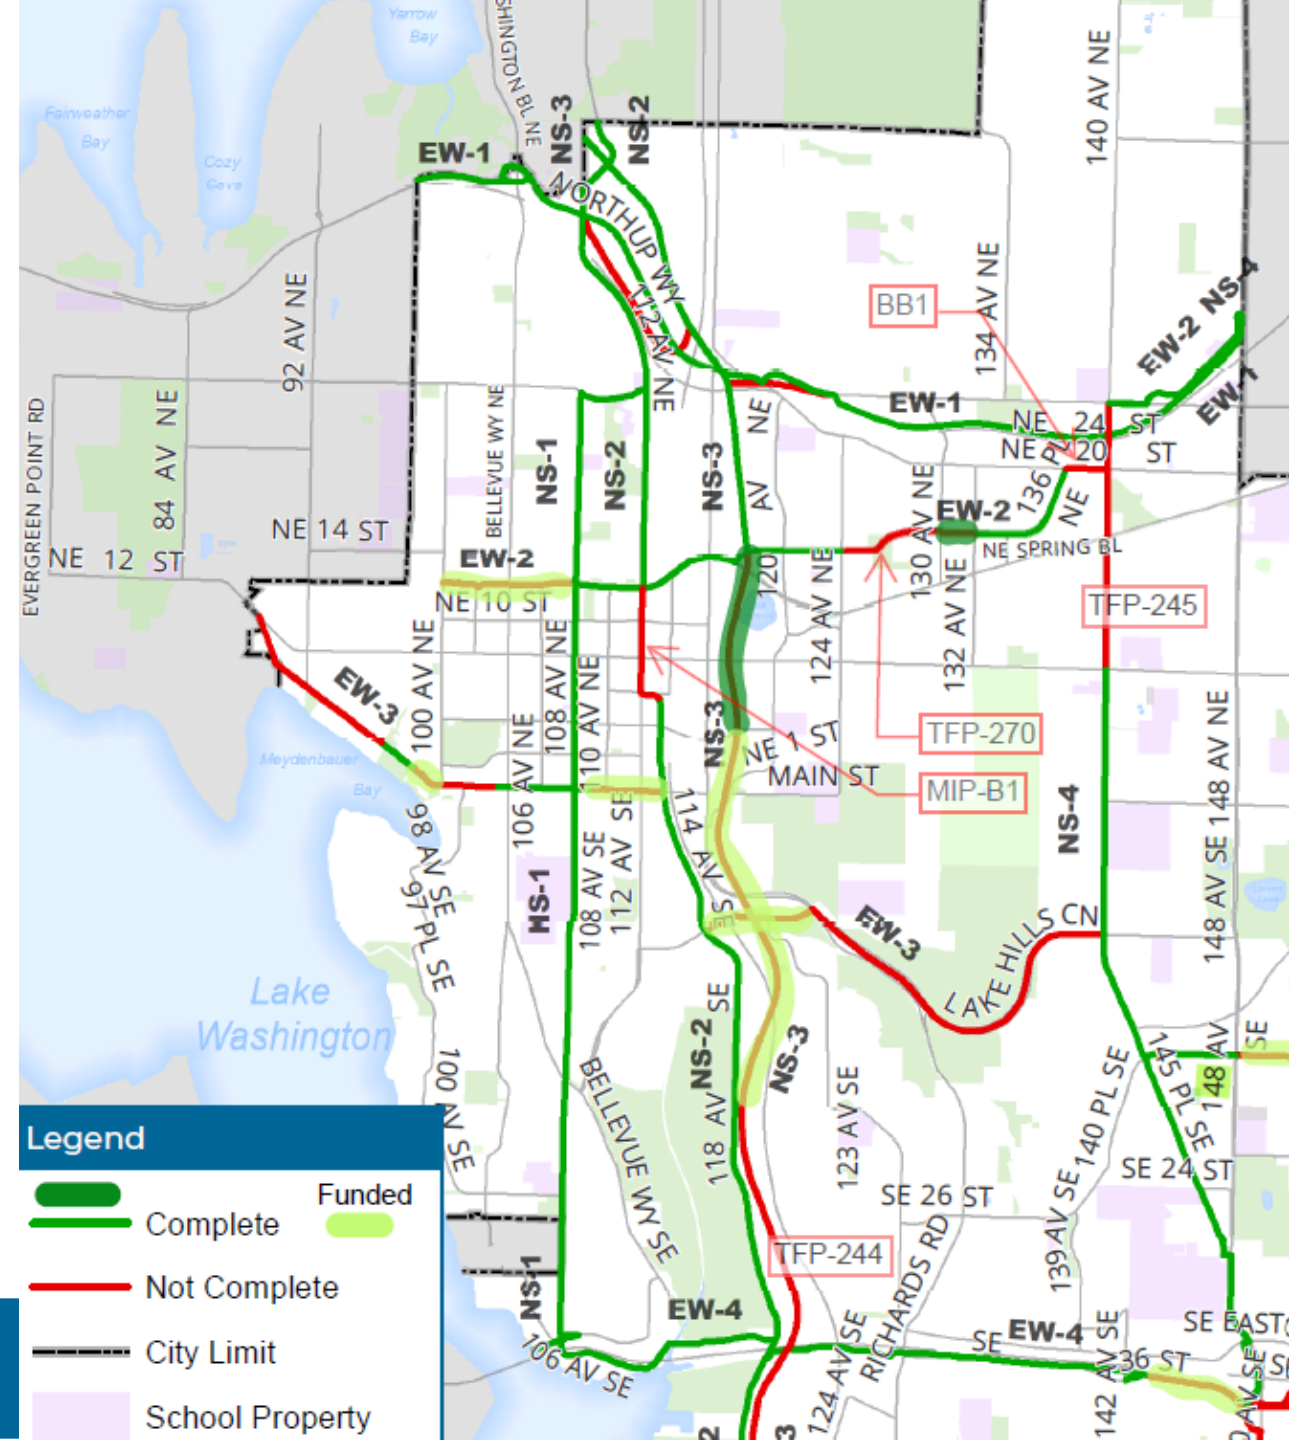 Yarrow
Bay
SHINGTON BL NE
Fairweather
Bay
Cozy
Cove
EW-1
NS-3
NS-2
140 AV NE
NORTHUP WY
92 AV NE
112 AV NE
BB1
134 AV NE
EW-2 NS-4
EW-1
EVERGREEN POINT RD
84 AV NE
BELLEVUE WY NE
NS-1
NS-2
NS-3
AV NE
EW-1
NE 24 ST
NE 20 ST
136 PL NE
NE 14 ST
NE 12 ST
EW-2
EW-2
NE SPRING BL
130 AV NE
NE 10 ST
120
124 AV NE
132 AV NE
TFP-245
EW-3
100 AV NE
108 AV NE
110 AV NE
106 AV NE
NS-3
NE 1 ST
MAIN ST
TFP-270
MIP-B1
148 AV NE
Meydenbauer
Bay
98 AV SE
97 PL SE
NS-1
108 AV SE
112 AV SE
114 AV SE
NS-4
148 AV SE
EW-3
LAKE HILLS CN
Lake
Washington
SE
NS-2
NS-3
118 AV
100 AV SE
BELLEVUE WY SE
123 AV SE
140 PL SE
145 PL SE
148 AV
SE
SE 24 ST
SE 26 ST
139 AV SE
RICHARDS RD
TFP-244
Legend
Funded
Complete
Not Complete
City Limit
School Property
NS-1
EW-4
106 AV SE
124 AV SE
SE
EW-4
36 ST
142 AV SE
SE EAST
AV SE
2
3